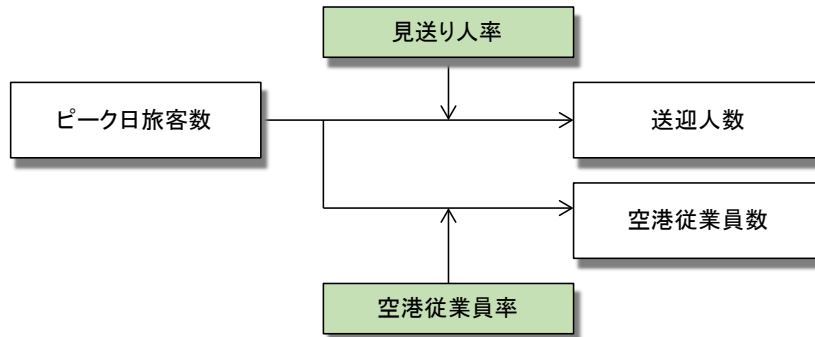 見送り人率
ピーク日旅客数
送迎人数
空港従業員数
空港従業員率